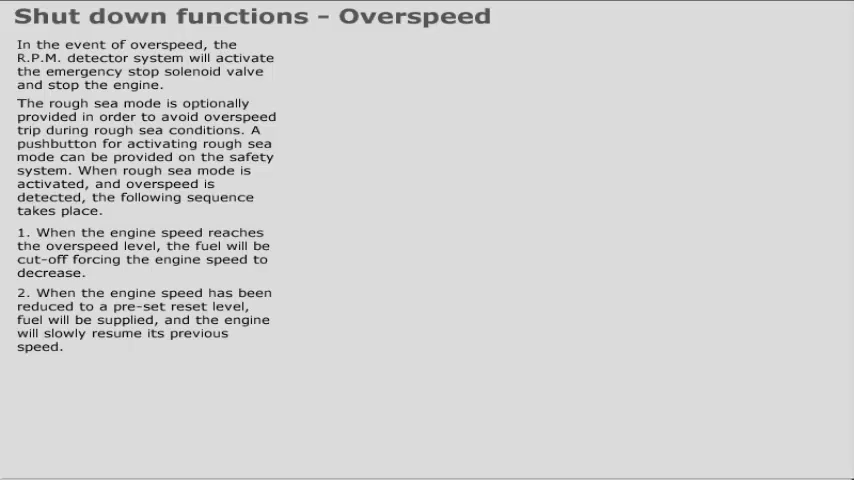 Shut down functions - Overspeed
In the event of overspeed, the
R.P.M. detector system will activate
the emergency stop solenoid valve
and stop the engine.
The rough sea mode is optionally
provided in order to avoid overspeed
trip during rough sea conditions. A
pushbutton for activating rough sea
mode can be provided on the safety
system. When rough sea mode is
activated, and overspeed is
detected, the following sequence
takes place.
1. When the engine speed reaches
the overspeed level, the fuel will be
cut-off forcing the engine speed to
decrease.
2. When the engine speed has been
reduced to a pre-set reset level,
fuel will be supplied, and the engine
will slowly resume its previous
speed.